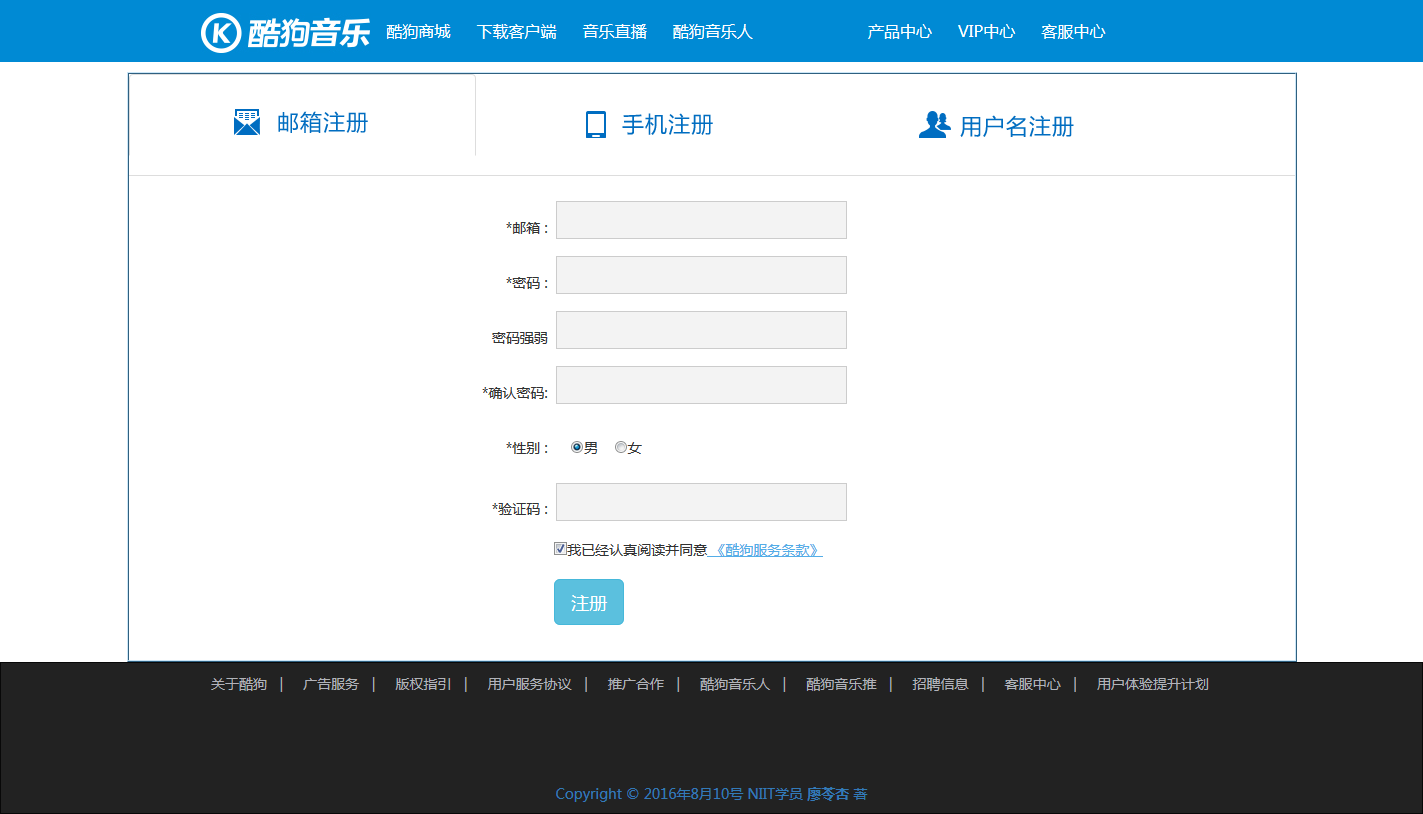 酷狗音乐 酷狗商城 下载客户端 音乐直播 酷狗音乐人 产品中心 VIP中心 客服中心
邮箱注册 手机注册 用户名注册
*邮箱：
*密码：
密码强弱
*确认密码:
*性别： 男 女
*验证码：
我已经认真阅读并同意《酷狗服务条款》
注册
关于酷狗 | 广告服务 | 版权指引 | 用户服务协议 | 推广合作 | 酷狗音乐人 | 酷狗音乐推 | 招聘信息 | 客服中心 | 用户体验提升计划
Copyright © 2016年8月10号 NIIT学员 廖苓杏 著